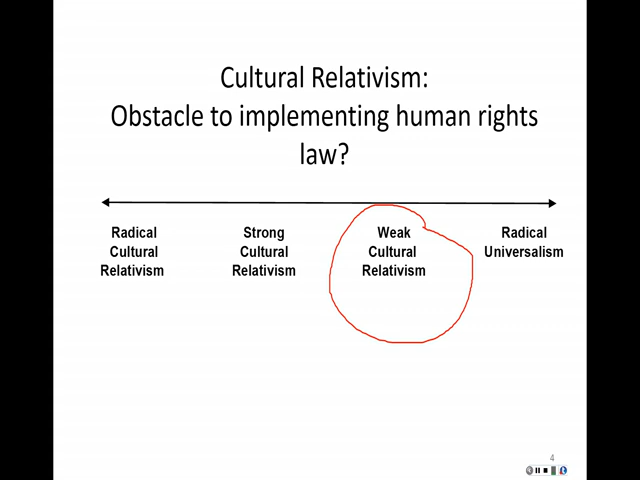 Cultural Relativism:
Obstacle to implementing human rights
law?
Radical
Cultural
Relativism
Strong
Cultural
Relativism
Weak
Cultural
Relativism
Radical
Universalism
4